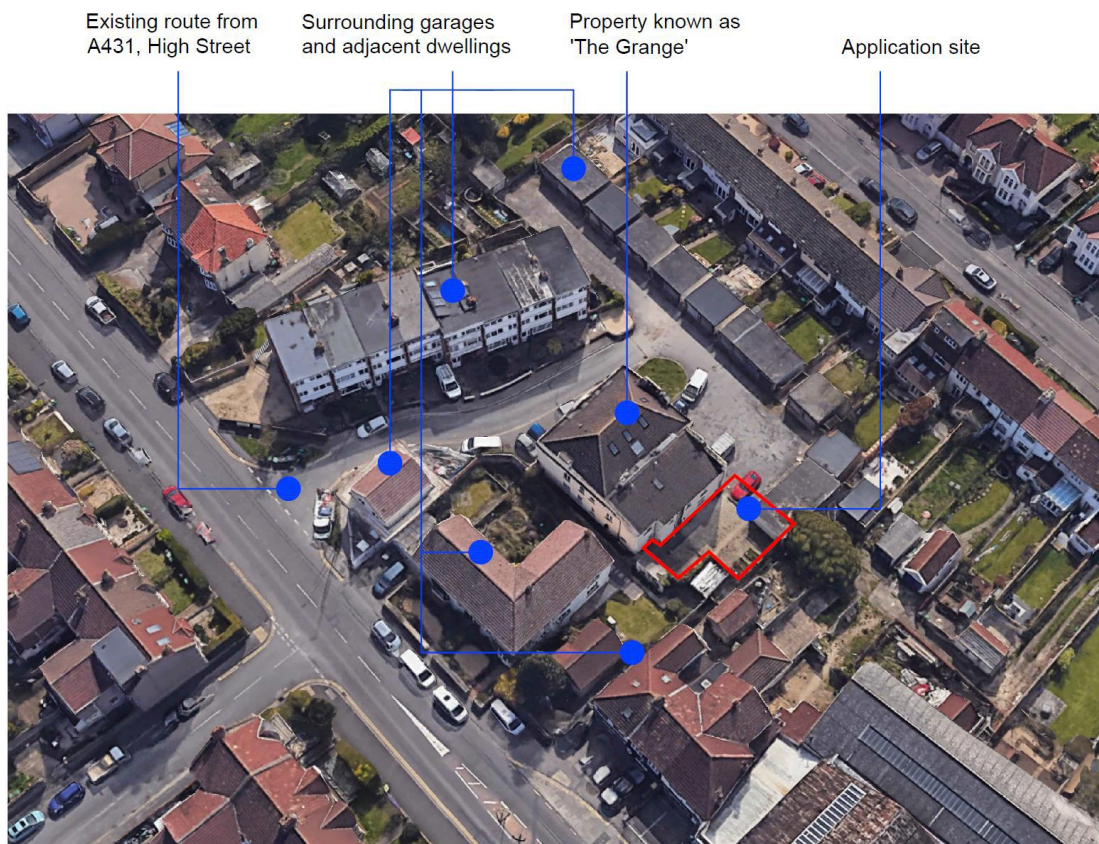 Existing route from
A431, High Street
Surrounding garages
and adjacent dwellings
Property known as
'The Grange'
Application site